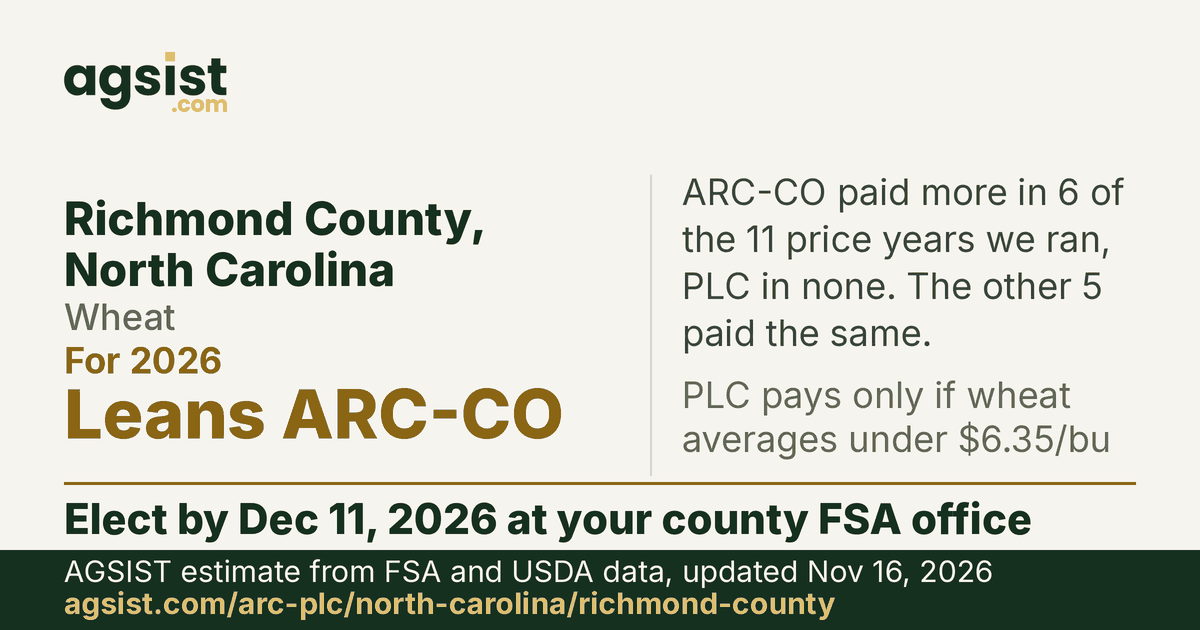 agsist
.com
Richmond County,
North Carolina
Wheat
For 2026
Leans ARC-CO
ARC-CO paid more in 6 of
the 11 price years we ran,
PLC in none. The other 5
paid the same.
PLC pays only if wheat
averages under $6.35/bu
Elect by Dec 11, 2026 at your county FSA office
AGSIST estimate from FSA and USDA data, updated Nov 16, 2026
agsist.com/arc-plc/north-carolina/richmond-county